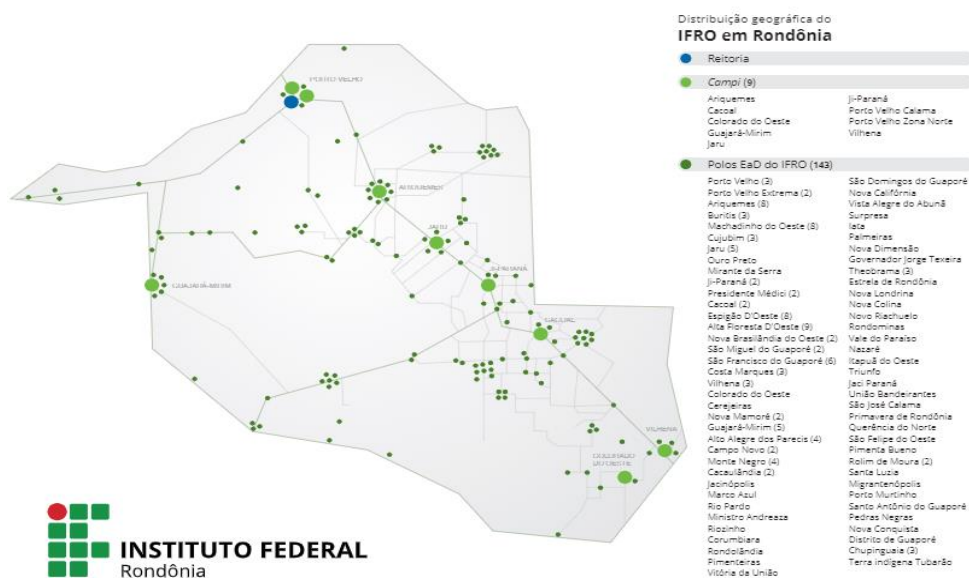 Distribuição geográfica do
IFRO em Rondônia
Reitoria
Campi (9)
Ariquemes
Cacoal
Colorado do Oeste
Guajará-Mirim
Jaru
Ji-Paraná
Porto Velho Calama
Porto Velho Zona Norte
Vilhena
Polos EaD do IFRO (143)
Porto Velho (3)
Porto Velho Extrema (2)
Ariquemes (8)
Buritis (3)
Machadinho do Oeste (8)
Cujubim (3)
Jaru (5)
Ouro Preto
Mirante da Serra
Ji-Paraná (2)
Presidente Médici (2)
Cacoal (2)
Espigão D'Oeste (8)
Alta Floresta D'Oeste (9)
Nova Brasilândia do Oeste (2)
São Miguel do Guaporé (2)
São Francisco do Guaporé (6)
Costa Marques (3)
Vilhena (3)
Colorado do Oeste
Cerejeiras
Nova Mamoré (2)
Guajará-Mirim (5)
Alto Alegre dos Parecis (4)
Campo Novo (2)
Monte Negro (4)
Cacaulândia (2)
Jacinópolis
Marco Azul
Rio Pardo
Ministro Andreaza
Riozinho
Corumbiara
Rondolândia
Pimenteiras
Vitória da União
São Domingos do Guaporé
Nova Califórnia
Vista Alegre do Abunã
Surpresa
Iata
Palmeiras
Nova Dimensão
Governador Jorge Texeira
Theobrama (3)
Estrela de Rondônia
Nova Londrina
Nova Colina
Novo Riachuelo
Rondominas
Vale do Paraíso
Nazaré
Itapuã do Oeste
Triunfo
Jaci Paraná
União Bandeirantes
São José Calama
Primavera de Rondônia
Querência do Norte
São Felipe do Oeste
Pimenta Bueno
Rolim de Moura (2)
Santa Luzia
Migrantenópolis
Porto Murtinho
Santo Antônio do Guaporé
Pedras Negras
Nova Conquista
Distrito de Guaporé
Chupinguaia (3)
Terra indígena Tubarão
PORTO VELHO
ARIQUEMES
JARU
JI-PARANÁ
GUAJARÁ-MIRIM
CACOAL
VILHENA
COLORADO
DO OESTE
INSTITUTO FEDERAL
Rondônia